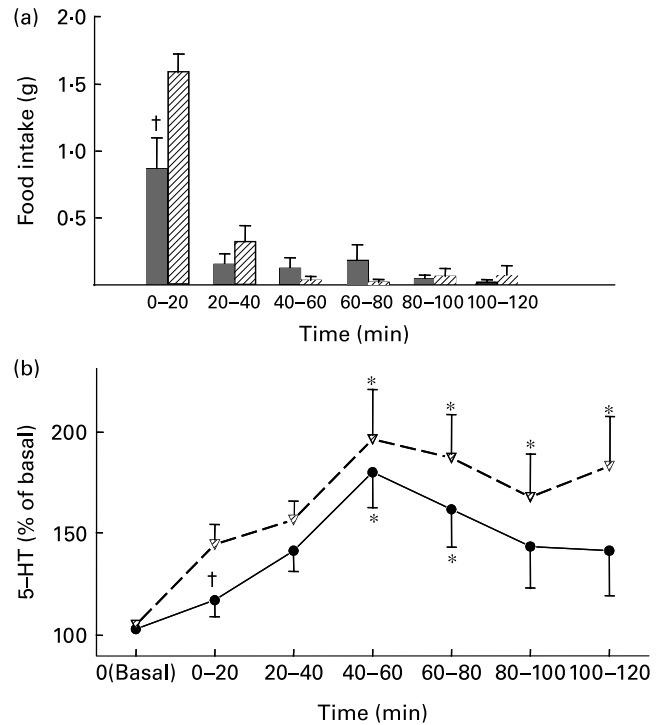 (a)
Food intake (g)
2·0
1·5
1·0
0·5
†
0–20 20–40 40–60 60–80 80–100 100–120
Time (min)
(b)
5–HT (% of basal)
200
150
100
* * * *
† * *
0(Basal) 0–20 20–40 40–60 60–80 80–100 100–120
Time (min)